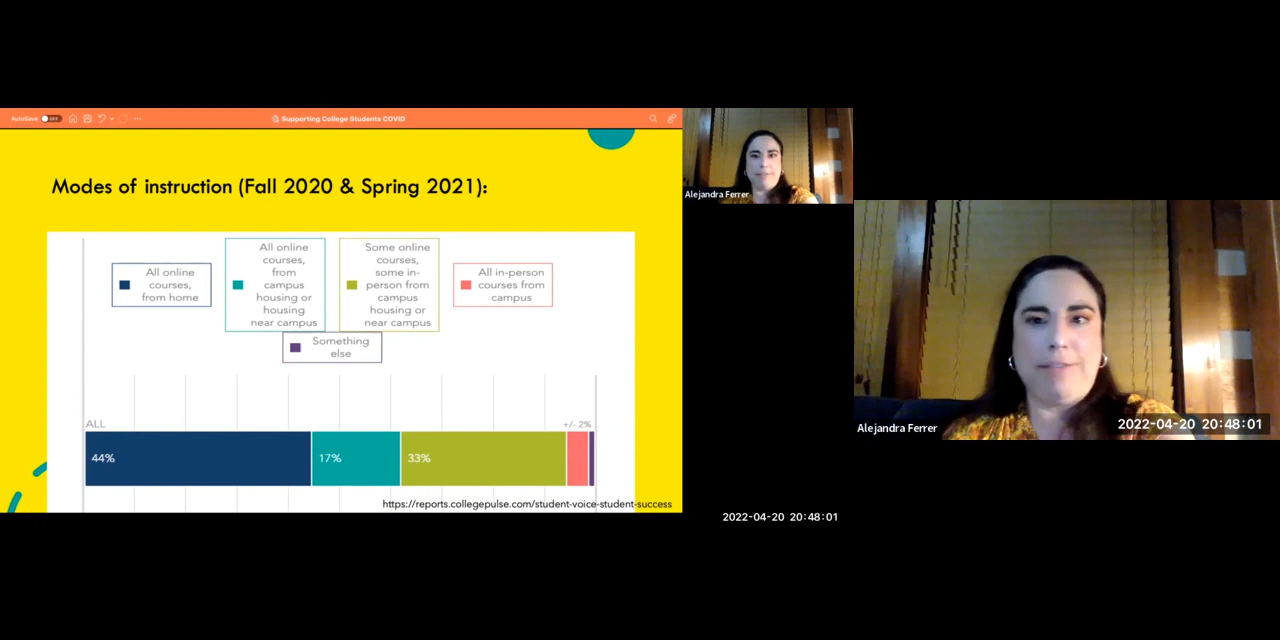 AutoSave OFF
Supporting College Students COVID
Modes of instruction (Fall 2020 & Spring 2021):
All online
courses,
from home
All online
courses,
from
campus
housing or
housing
near campus
Some online
courses,
some in-
person from
campus
housing or
near campus
All in-person
courses from
campus
Something
else
ALL
+/- 2%
44%
17%
33%
https://reports.collegepulse.com/student-voice-student-success
Alejandra Ferrer
2022-04-20 20:48:01
Alejandra Ferrer
2022-04-20 20:48:01